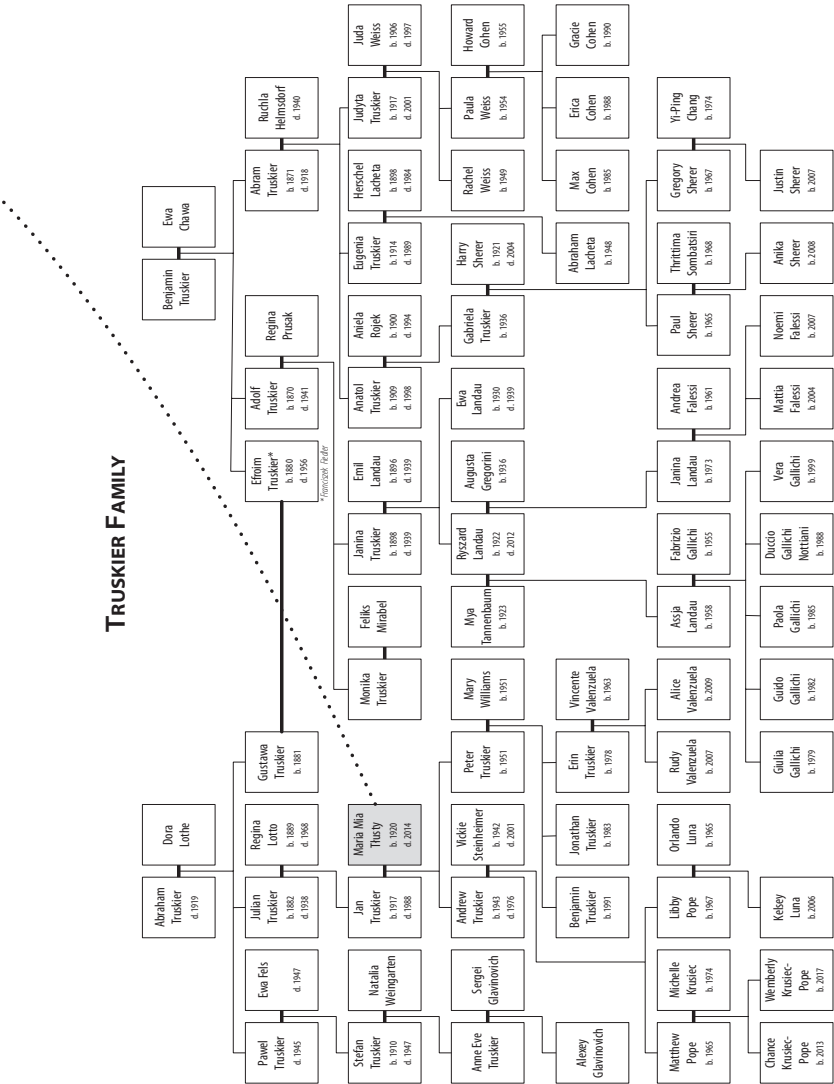 TRUSKIER FAMILY
Abraham
Truskier
d. 1919
Dora
Lothe
Benjamin
Truskier
Ewa
Chawa
Pawel
Truskier
d. 1945
Ewa Fels
d. 1947
Julian
Truskier
b. 1882
d. 1938
Regina
Lotto
b. 1889
d. 1968
Gustawa
Truskier
b. 1881
Efroim
Truskier*
b. 1880
d. 1956
*Franciszek Fiedler
Adolf
Truskier
b. 1870
d. 1941
Regina
Prusak
Abram
Truskier
b. 1871
d. 1918
Ruchla
Helmsdorf
d. 1940
Stefan
Truskier
b. 1910
d. 1947
Natalia
Weingarten
Jan
Truskier
b. 1917
d. 1988
Maria Mia
Tłusty
b. 1920
d. 2014
Monika
Truskier
Feliks
Mirabel
Janina
Truskier
b. 1898
d. 1939
Emil
Landau
b. 1896
d. 1939
Anatol
Truskier
b. 1909
d. 1998
Aniela
Rojek
b. 1900
d. 1994
Eugenia
Truskier
b. 1914
d. 1989
Herschel
Lacheta
b. 1898
d. 1984
Judyta
Truskier
b. 1917
d. 2001
Juda
Weiss
b. 1906
d. 1997
Anne Eve
Truskier
Sergei
Glavinovich
Andrew
Truskier
b. 1943
d. 1976
Vickie
Steinheimer
b. 1942
d. 2001
Peter
Truskier
b. 1951
Mary
Williams
b. 1951
Mya
Tannenbaum
b. 1923
Ryszard
Landau
b. 1922
d. 2012
Augusta
Gregorini
b. 1936
Ewa
Landau
b. 1930
d. 1939
Gabriela
Truskier
b. 1936
Harry
Sherer
b. 1921
d. 2004
Rachel
Weiss
b. 1949
Paula
Weiss
b. 1954
Howard
Cohen
b. 1955
Alexey
Glavinovich
Benjamin
Truskier
b. 1991
Jonathan
Truskier
b. 1983
Erin
Truskier
b. 1978
Vincente
Valenzuela
b. 1963
Abraham
Lacheta
b. 1948
Max
Cohen
b. 1985
Erica
Cohen
b. 1988
Gracie
Cohen
b. 1990
Matthew
Pope
b. 1965
Michelle
Krusiec
b. 1974
Libby
Pope
b. 1967
Orlando
Luna
b. 1965
Rudy
Valenzuela
b. 2007
Alice
Valenzuela
b. 2009
Assja
Landau
b. 1958
Fabrizio
Gallichi
b. 1955
Janina
Landau
b. 1973
Andrea
Falessi
b. 1961
Paul
Sherer
b. 1965
Thrittima
Sombatsiri
b. 1968
Gregory
Sherer
b. 1967
Yi-Ping
Chang
b. 1974
Chance
Krusiec-
Pope
b. 2013
Wemberly
Krusiec-
Pope
b. 2017
Kelsey
Luna
b. 2006
Giulia
Gallichi
b. 1979
Guido
Gallichi
b. 1982
Paola
Gallichi
b. 1985
Duccio
Gallichi
Nottiani
b. 1988
Vera
Gallichi
b. 1999
Mattia
Falessi
b. 2004
Noemi
Falessi
b. 2007
Anika
Sherer
b. 2008
Justin
Sherer
b. 2007